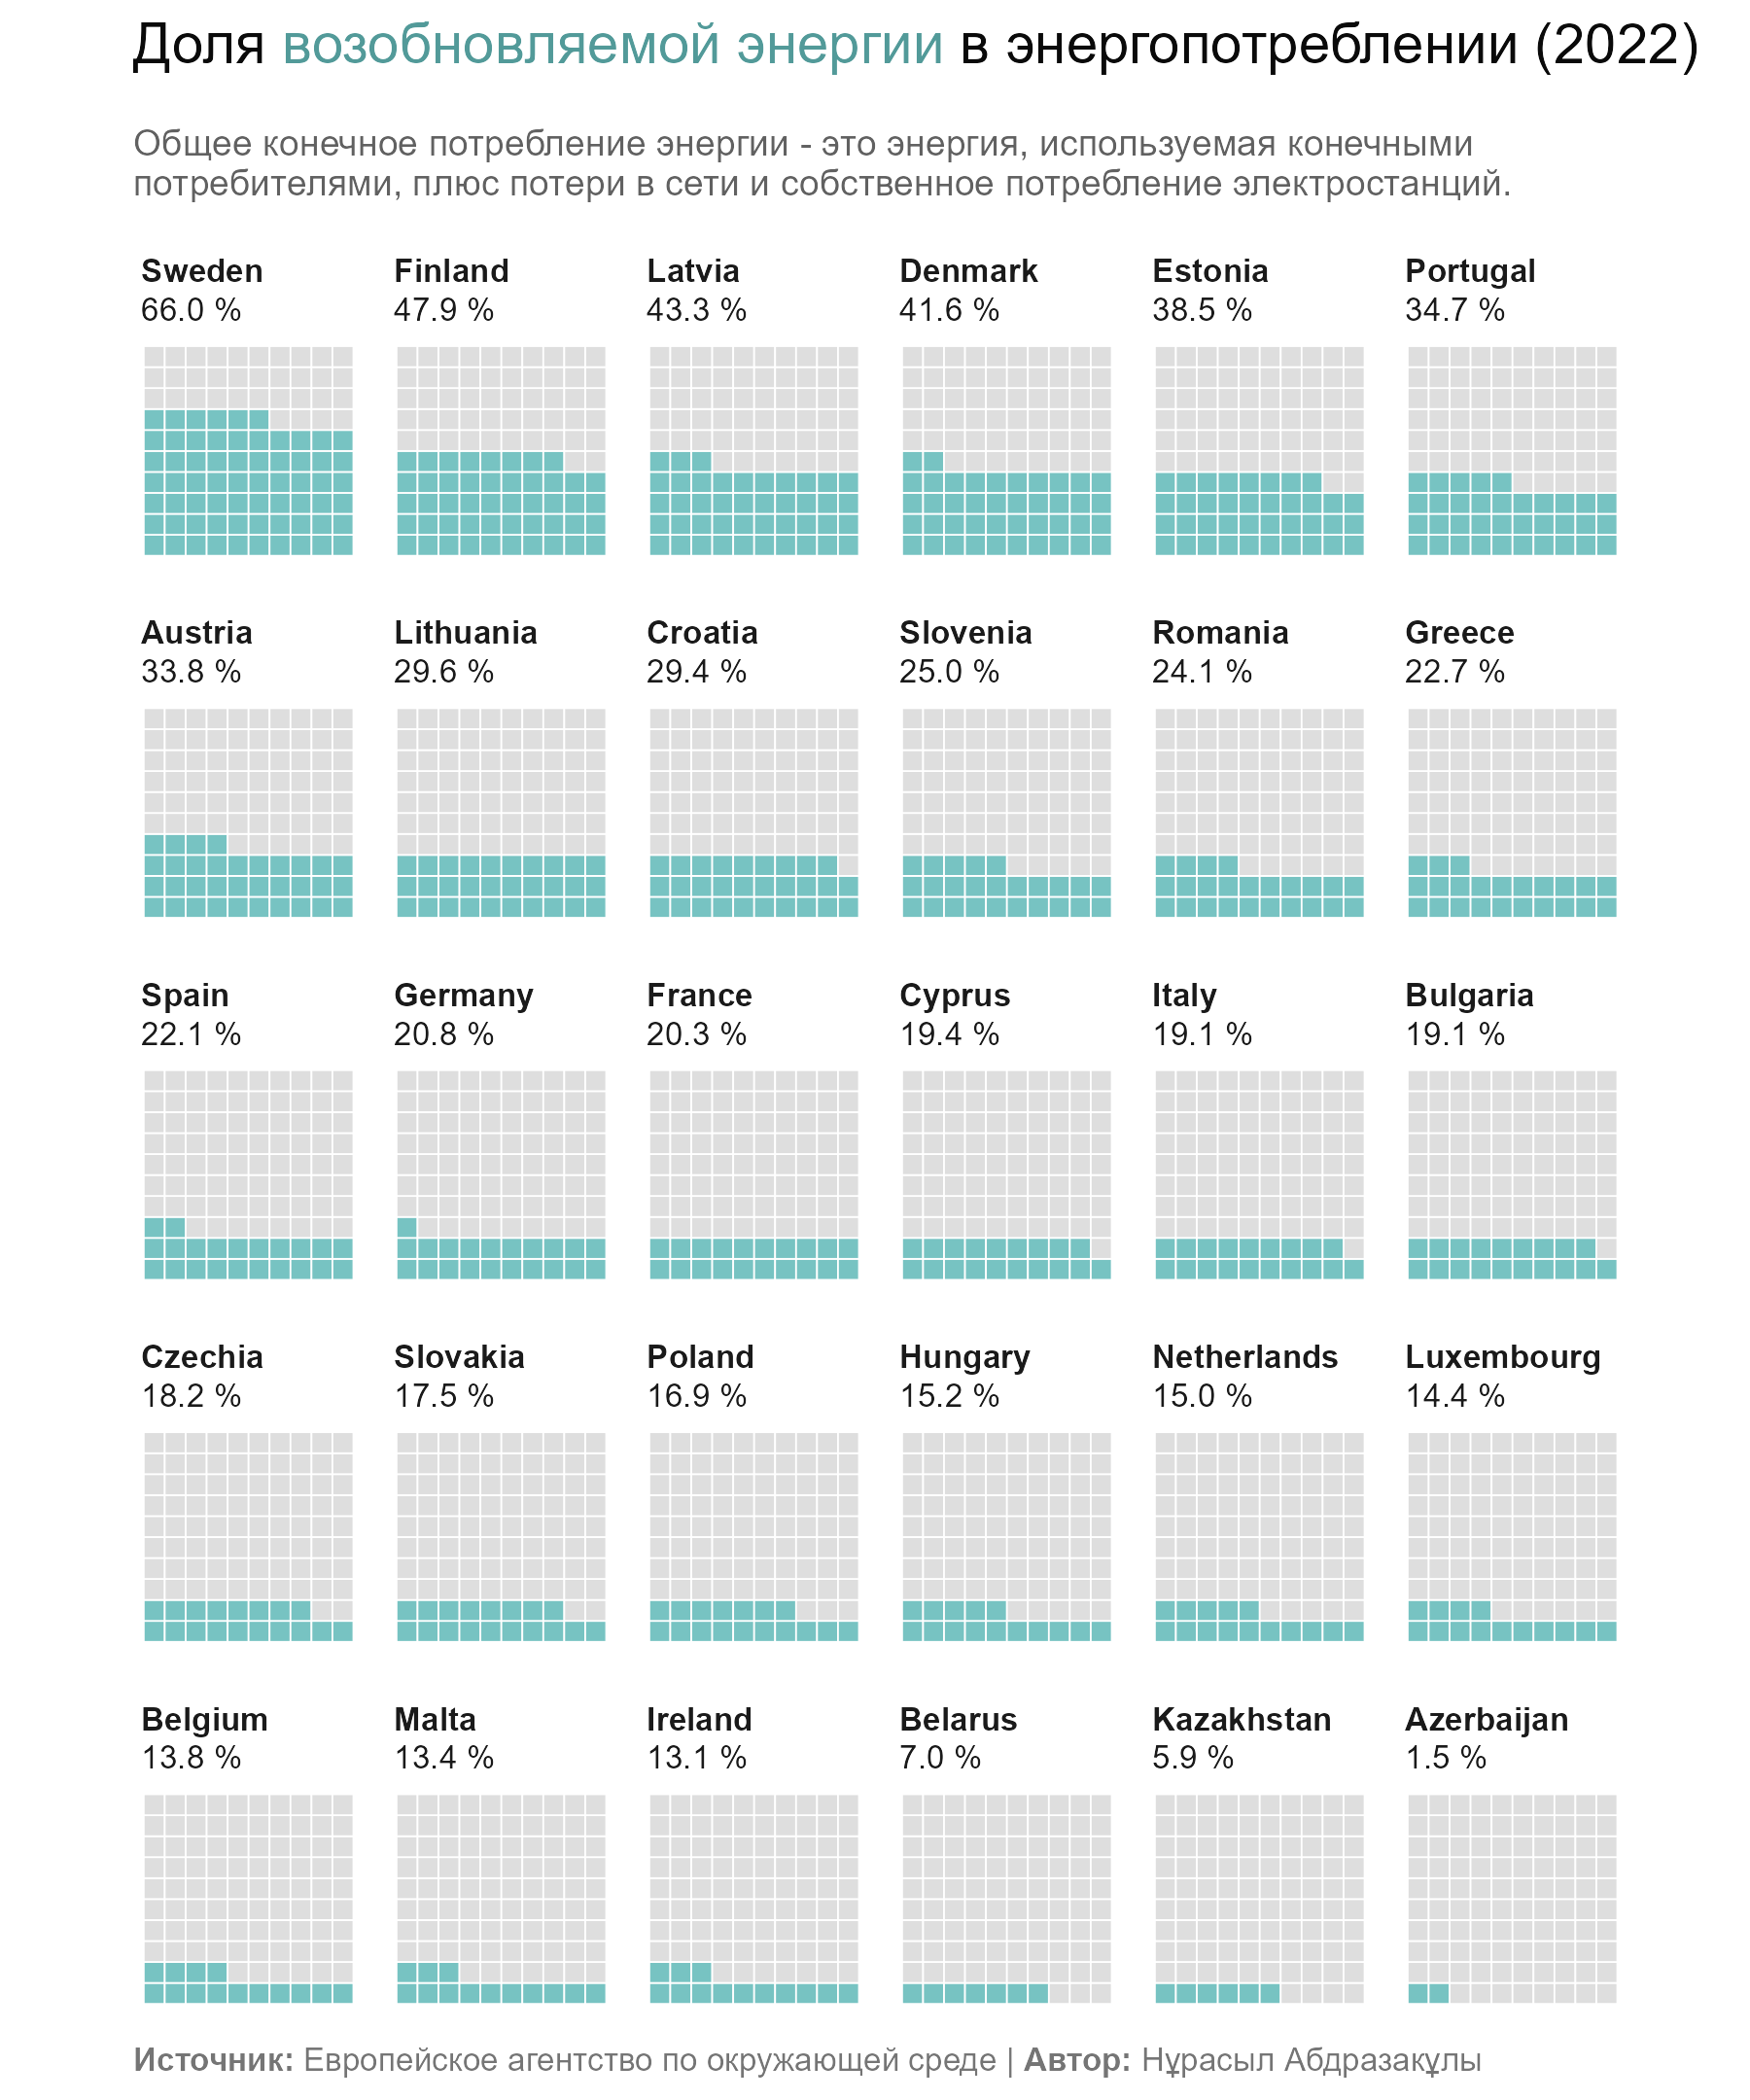 Доля возобновляемой энергии в энергопотреблении (2022)
Общее конечное потребление энергии - это энергия, используемая конечными
потребителями, плюс потери в сети и собственное потребление электростанций.
Sweden Finland Latvia Denmark Estonia Portugal
66.0 % 47.9 % 43.3 % 41.6 % 38.5 % 34.7 %
Austria Lithuania Croatia Slovenia Romania Greece
33.8 % 29.6 % 29.4 % 25.0 % 24.1 % 22.7 %
Spain Germany France Cyprus Italy Bulgaria
22.1 % 20.8 % 20.3 % 19.4 % 19.1 % 19.1 %
Czechia Slovakia Poland Hungary Netherlands Luxembourg
18.2 % 17.5 % 16.9 % 15.2 % 15.0 % 14.4 %
Belgium Malta Ireland Belarus Kazakhstan Azerbaijan
13.8 % 13.4 % 13.1 % 7.0 % 5.9 % 1.5 %
Источник: Европейское агентство по окружающей среде | Автор: Нұрасыл Абдразақұлы